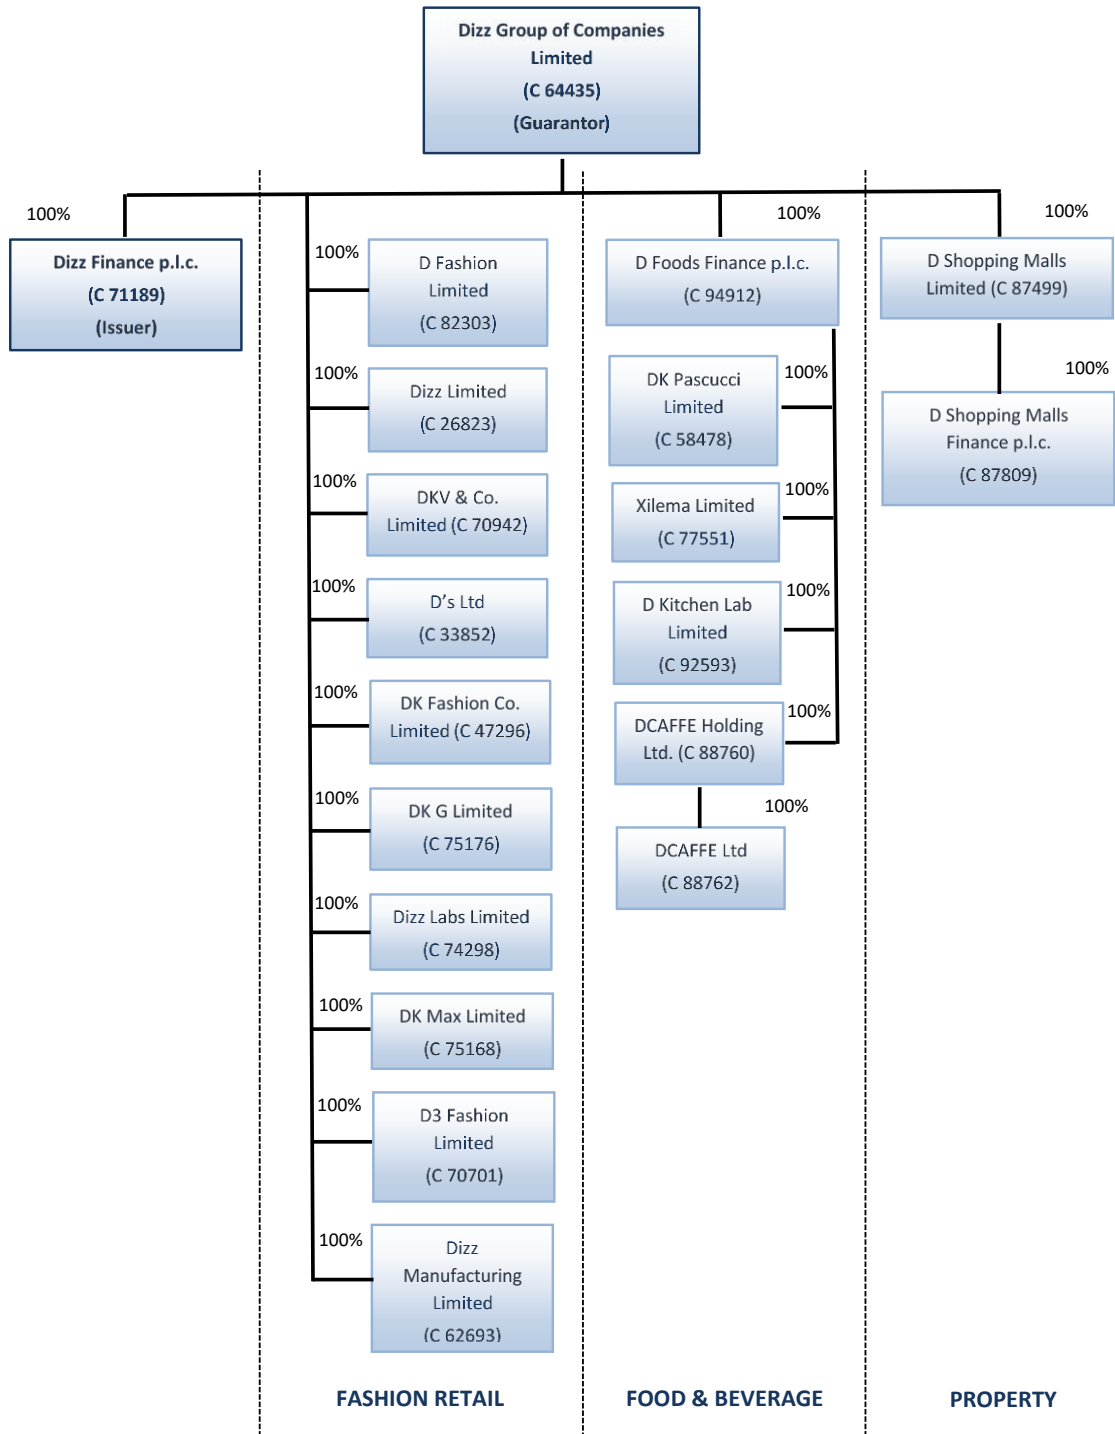 Dizz Group of Companies
Limited
(C 64435)
(Guarantor)
100%
Dizz Finance p.l.c.
(C 71189)
(Issuer)
100%
D Fashion
Limited
(C 82303)
100%
Dizz Limited
(C 26823)
100%
DKV & Co.
Limited (C 70942)
100%
D’s Ltd
(C 33852)
100%
DK Fashion Co.
Limited (C 47296)
100%
DK G Limited
(C 75176)
100%
Dizz Labs Limited
(C 74298)
100%
DK Max Limited
(C 75168)
100%
D3 Fashion
Limited
(C 70701)
100%
Dizz
Manufacturing
Limited
(C 62693)
FASHION RETAIL
100%
D Foods Finance p.l.c.
(C 94912)
100%
DK Pascucci
Limited
(C 58478)
100%
Xilema Limited
(C 77551)
100%
D Kitchen Lab
Limited
(C 92593)
100%
DCAFFE Holding
Ltd. (C 88760)
100%
DCAFFE Ltd
(C 88762)
FOOD & BEVERAGE
100%
D Shopping Malls
Limited (C 87499)
100%
D Shopping Malls
Finance p.l.c.
(C 87809)
PROPERTY